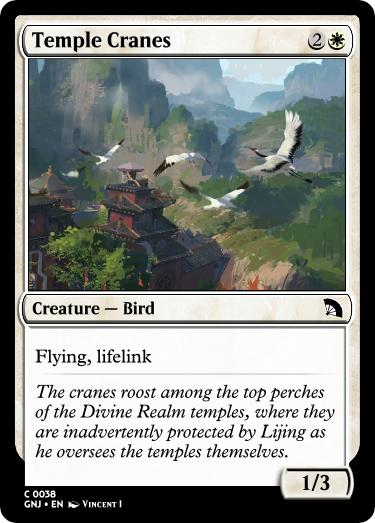 Temple Cranes 2
Creature — Bird
Flying, lifelink
The cranes roost among the top perches
of the Divine Realm temples, where they
are inadvertently protected by Lijing as
he oversees the temples themselves.
1/3
C 0038
GNJ • EN Vincent I